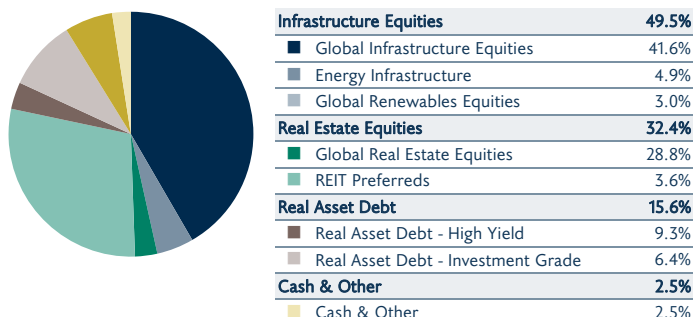 Infrastructure Equities 49.5%
Global Infrastructure Equities 41.6%
Energy Infrastructure 4.9%
Global Renewables Equities 3.0%
Real Estate Equities 32.4%
Global Real Estate Equities 28.8%
REIT Preferreds 3.6%
Real Asset Debt 15.6%
Real Asset Debt - High Yield 9.3%
Real Asset Debt - Investment Grade 6.4%
Cash & Other 2.5%
Cash & Other 2.5%